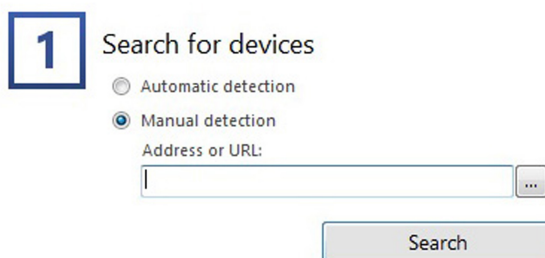 1
Search for devices
Automatic detection
Manual detection
Address or URL:
...
Search